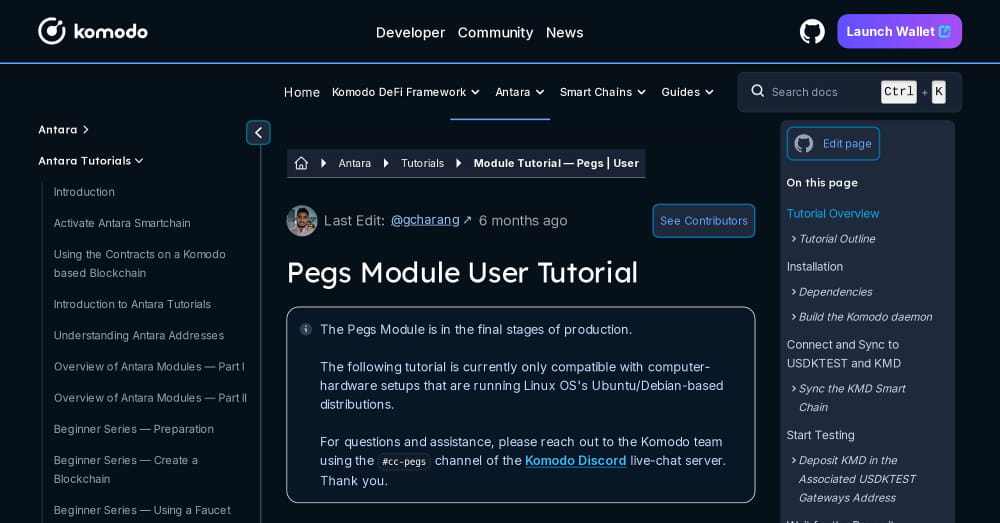 komodo
Developer Community News
Launch Wallet
Home Komodo DeFi Framework Antara Smart Chains Guides
Search docs Ctrl + K
Antara
Antara Tutorials
Introduction
Activate Antara Smartchain
Using the Contracts on a Komodo
based Blockchain
Introduction to Antara Tutorials
Understanding Antara Addresses
Overview of Antara Modules — Part I
Overview of Antara Modules — Part II
Beginner Series — Preparation
Beginner Series — Create a
Blockchain
Beginner Series — Using a Faucet
Antara Tutorials Module Tutorial — Pegs | User
Last Edit: @gcharang ↗ 6 months ago
See Contributors
Pegs Module User Tutorial
The Pegs Module is in the final stages of production.
The following tutorial is currently only compatible with computer-
hardware setups that are running Linux OS's Ubuntu/Debian-based
distributions.
For questions and assistance, please reach out to the Komodo team
using the #cc-pegs channel of the Komodo Discord live-chat server.
Thank you.
Edit page
On this page
Tutorial Overview
Tutorial Outline
Installation
Dependencies
Build the Komodo daemon
Connect and Sync to
USDKTEST and KMD
Sync the KMD Smart
Chain
Start Testing
Deposit KMD in the
Associated USDKTEST
Gateways Address